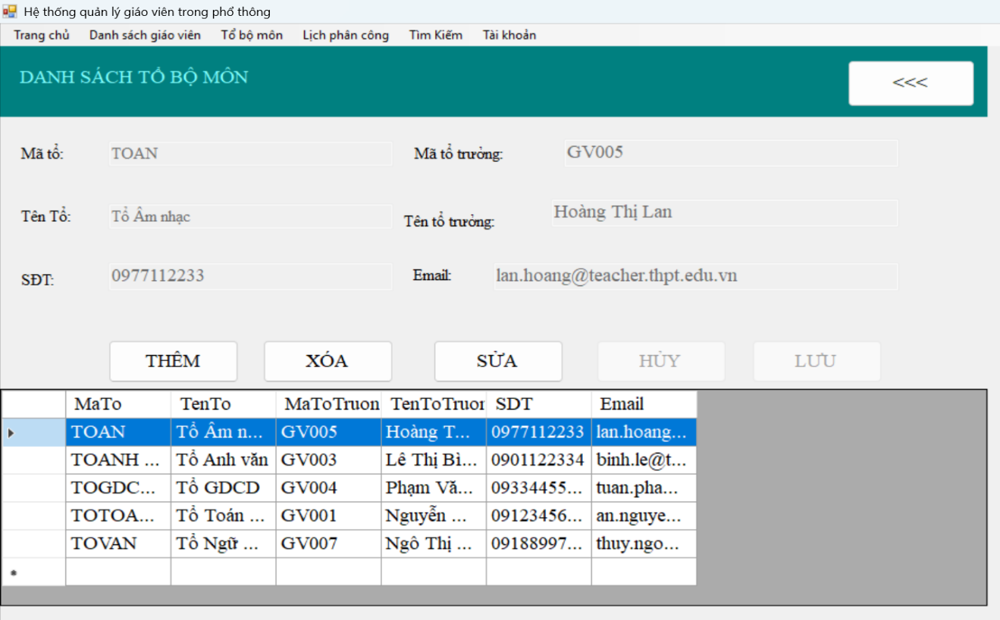 Hệ thống quản lý giáo viên trong phổ thông
Trang chủ Danh sách giáo viên Tổ bộ môn Lịch phân công Tìm Kiếm Tài khoản
DANH SÁCH TỔ BỘ MÔN <<<
Mã tổ: TOAN Mã tổ trưởng: GV005
Tên Tổ: Tổ Âm nhạc Tên tổ trưởng: Hoàng Thị Lan
SĐT: 0977112233 Email: lan.hoang@teacher.thpt.edu.vn
THÊM XÓA SỬA HỦY LƯU
MaTo TenTo MaToTruon TenToTruon SDT Email
TOAN Tổ Âm n... GV005 Hoàng T... 0977112233 lan.hoang...
TOANH ... Tổ Anh văn GV003 Lê Thị Bì... 0901122334 binh.le@t...
TOGDC... Tổ GDCD GV004 Phạm Vă... 09334455... tuan.pha...
TOTOA... Tổ Toán ... GV001 Nguyễn ... 09123456... an.nguye...
TOVAN Tổ Ngữ ... GV007 Ngô Thị ... 09188997... thuy.ngo...